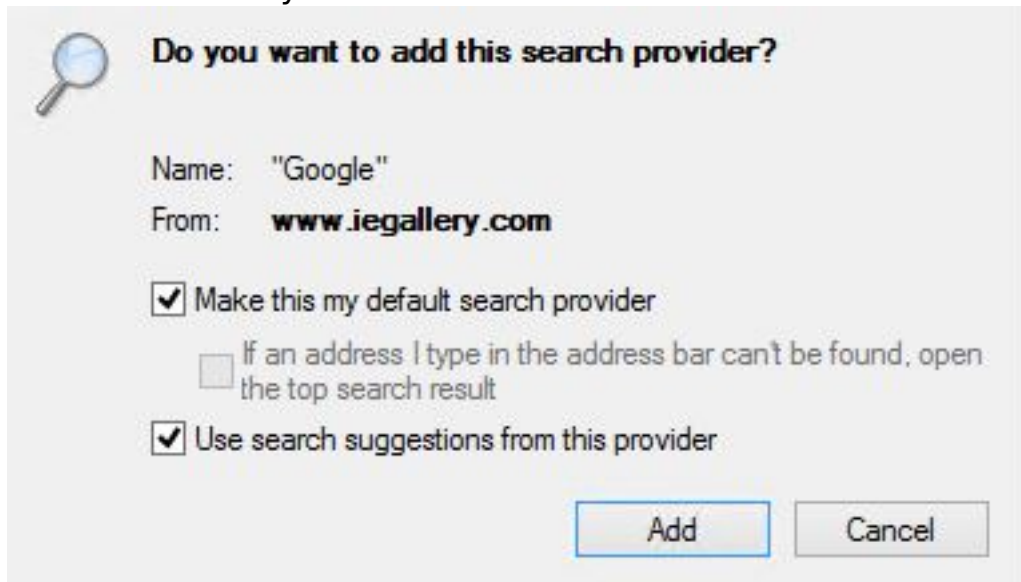 Do you want to add this search provider?
Name: "Google"
From: www.iegallery.com
Make this my default search provider
If an address I type in the address bar can't be found, open
the top search result
Use search suggestions from this provider
Add Cancel